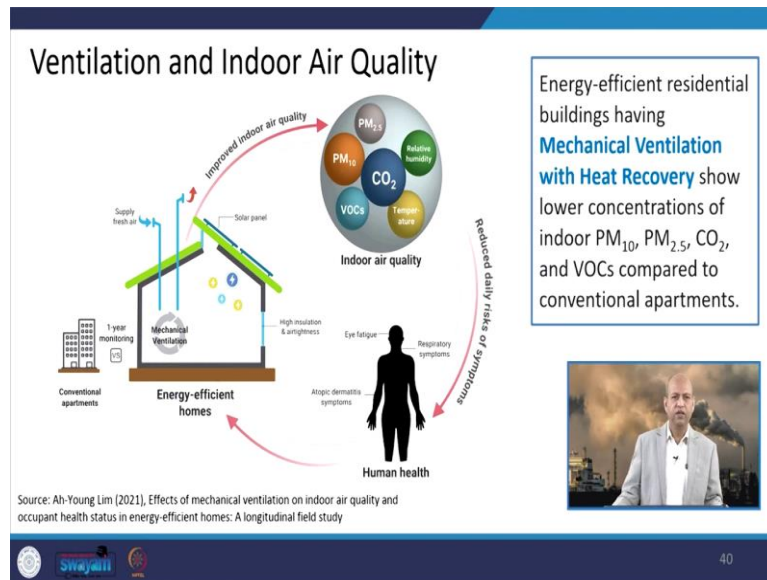 Ventilation and Indoor Air Quality
Energy-efficient residential
buildings having
Mechanical Ventilation
with Heat Recovery show
lower concentrations of
indoor PM10, PM2.5, CO2,
and VOCs compared to
conventional apartments.
Improved indoor air quality
PM2.5
PM10
Relative
humidity
CO2
VOCs
Temper-
ature
Indoor air quality
Supply
fresh air
Solar panel
Mechanical
Ventilation
High insulation
& airtightness
1-year
monitoring
VS
Conventional
apartments
Energy-efficient
homes
Reduced daily risks of symptoms
Eye fatigue
Respiratory
symptoms
Atopic dermatitis
symptoms
Human health
Source: Ah-Young Lim (2021), Effects of mechanical ventilation on indoor air quality and
occupant health status in energy-efficient homes: A longitudinal field study
swayam
40